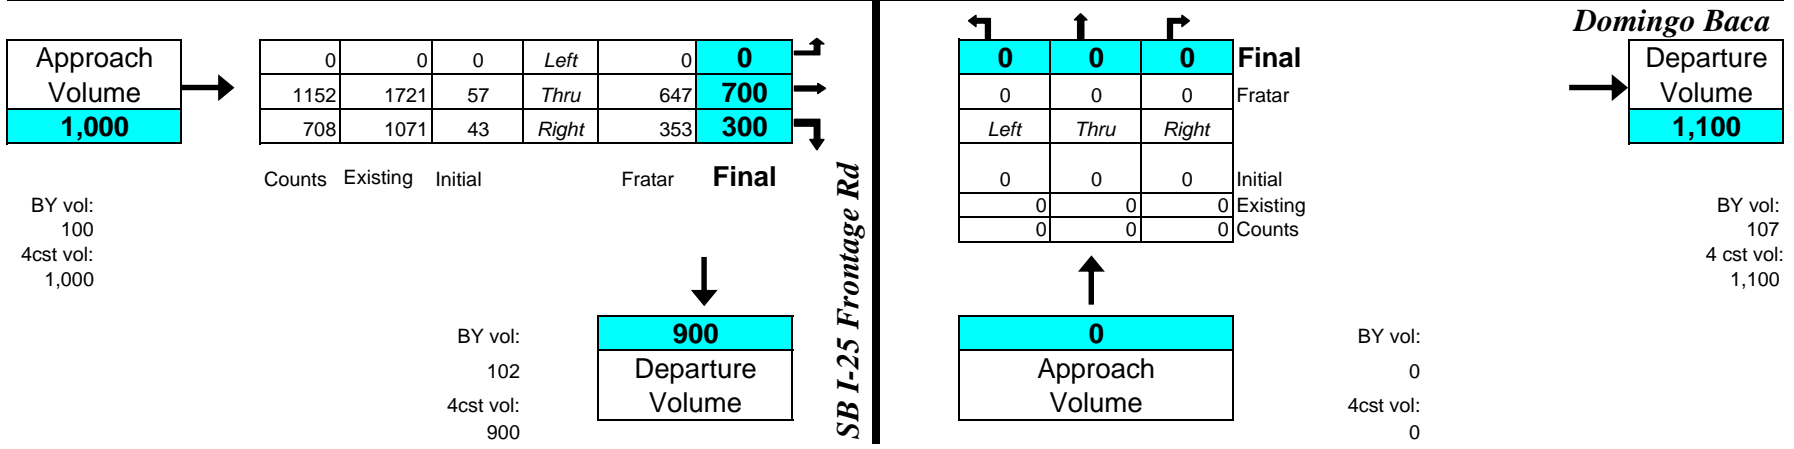 Domingo Baca
Approach
Volume
1,000
0 0 0 Left 0 0
1152 1721 57 Thru 647 700
708 1071 43 Right 353 300
Counts Existing Initial Fratar Final
BY vol:
100
4cst vol:
1,000
BY vol:
102
4cst vol:
900
900
Departure
Volume
SB I-25 Frontage Rd
0 0 0 Final
0 0 0 Fratar
Left Thru Right
0 0 0 Initial
0 0 0 Existing
0 0 0 Counts
0
Approach
Volume
BY vol:
0
4cst vol:
0
Departure
Volume
1,100
BY vol:
107
4 cst vol:
1,100